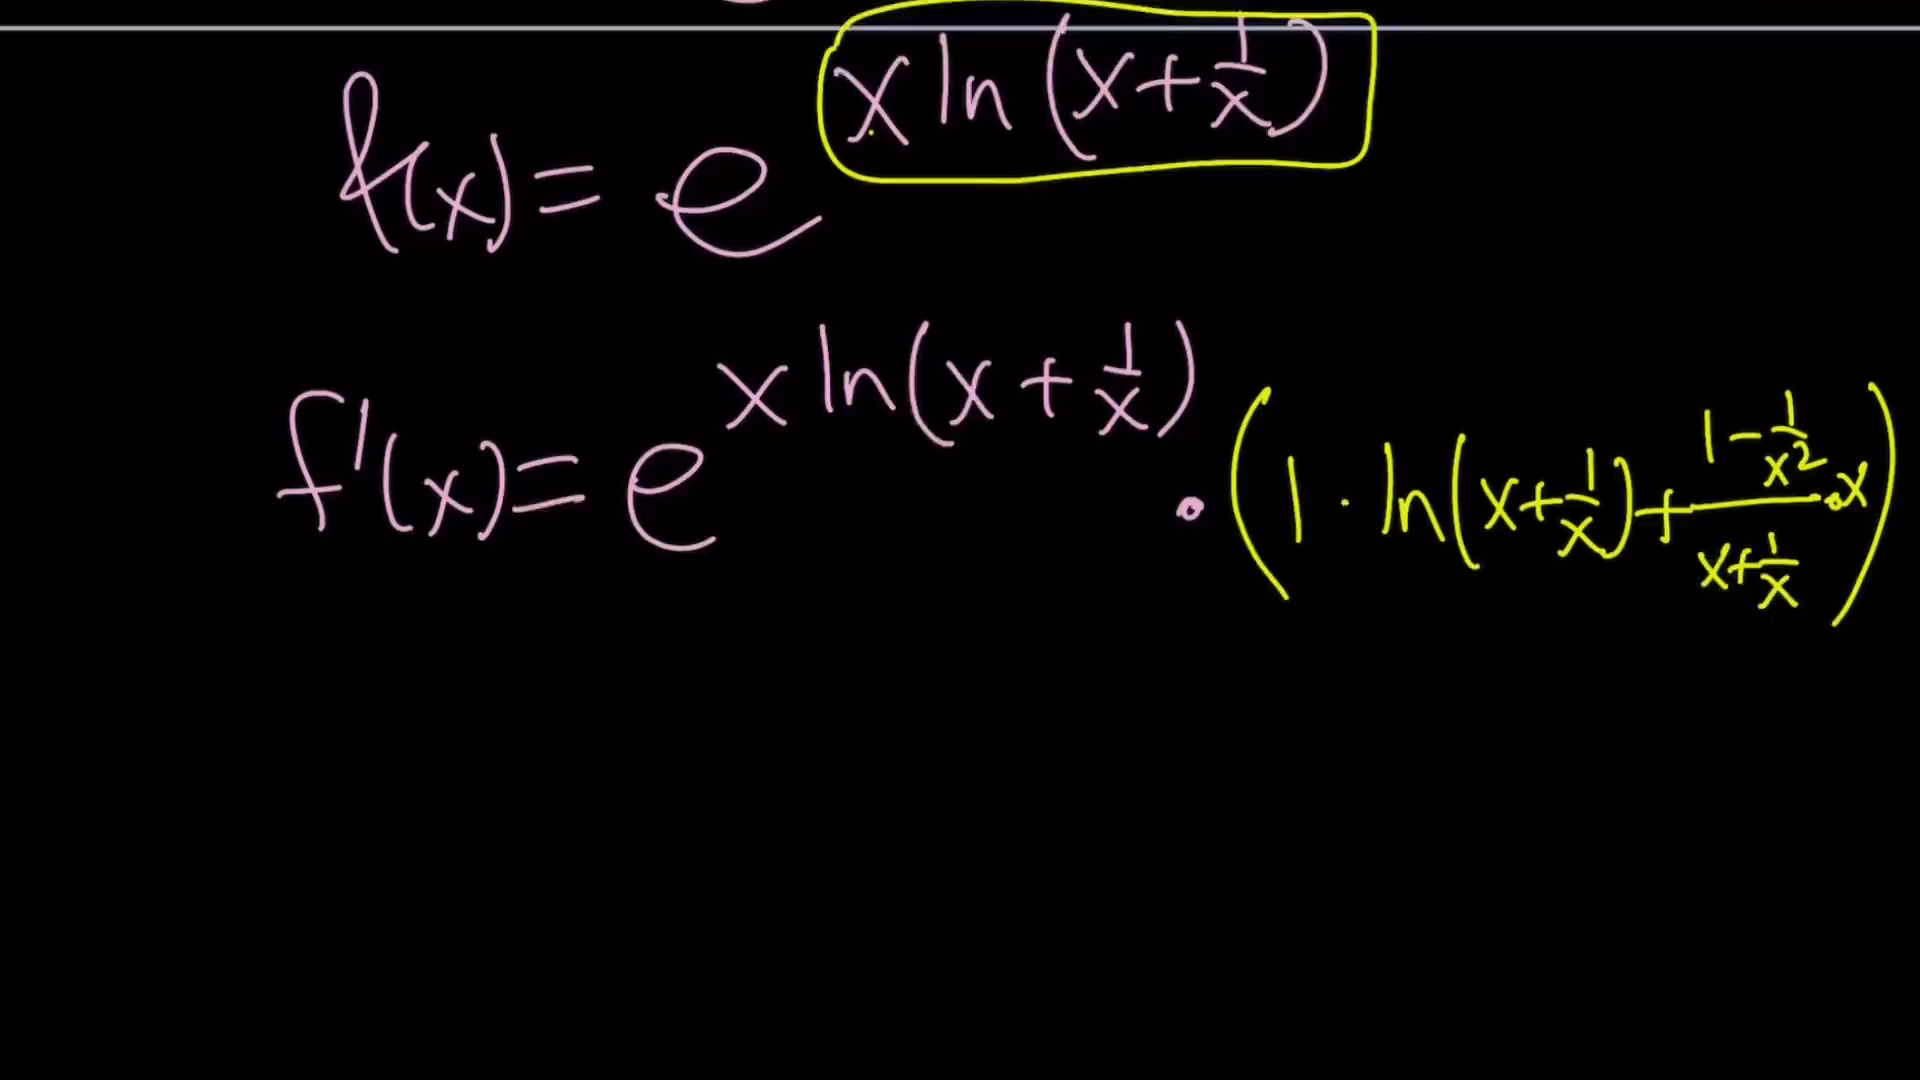 f(x) = e^{x ln(x + 1/x)}
f'(x) = e^{x ln(x + 1/x)} · (1 · ln(x + 1/x) + (1 - 1/x²)/(x + 1/x) · x)